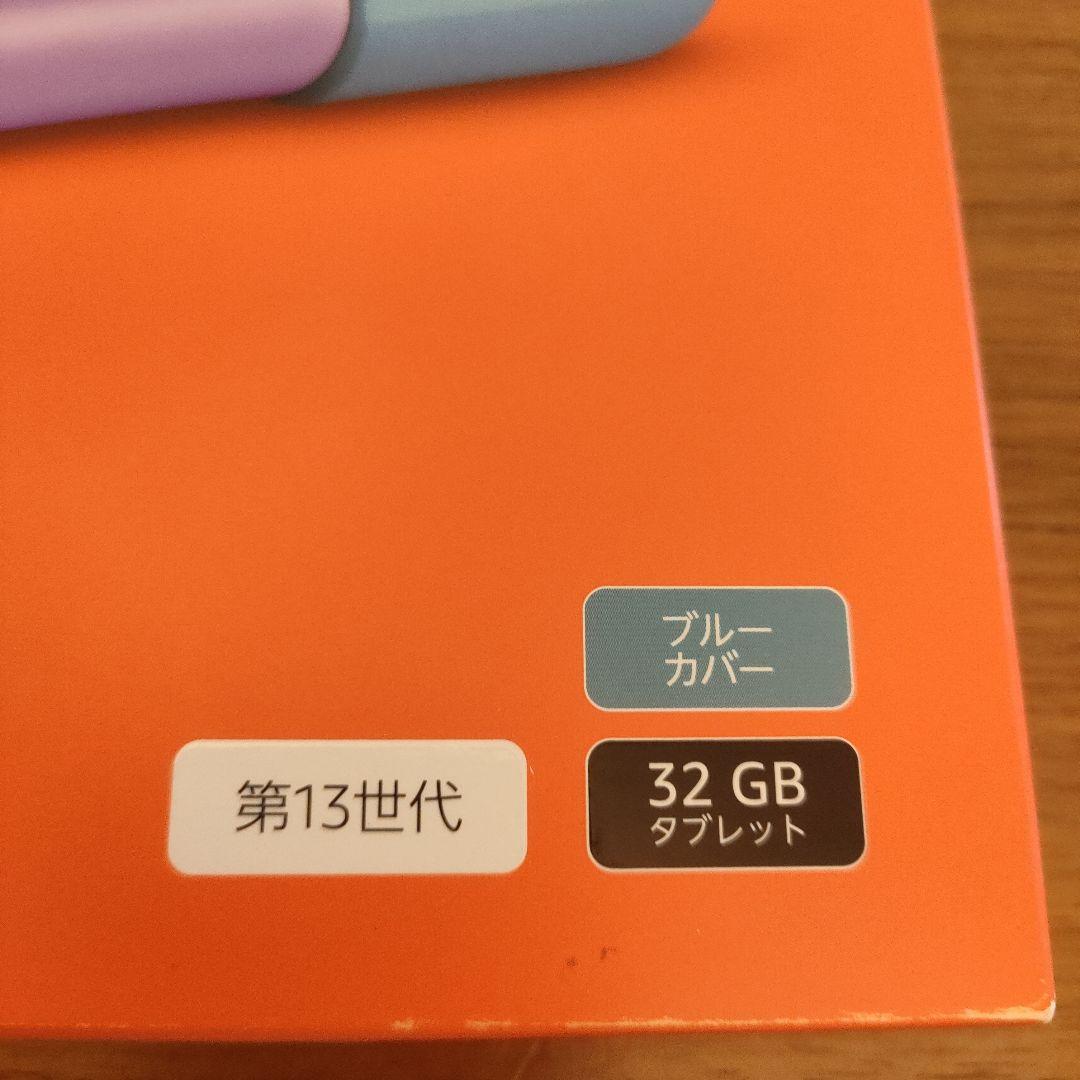 ブルー
カバー
第13世代
32 GB
タブレット